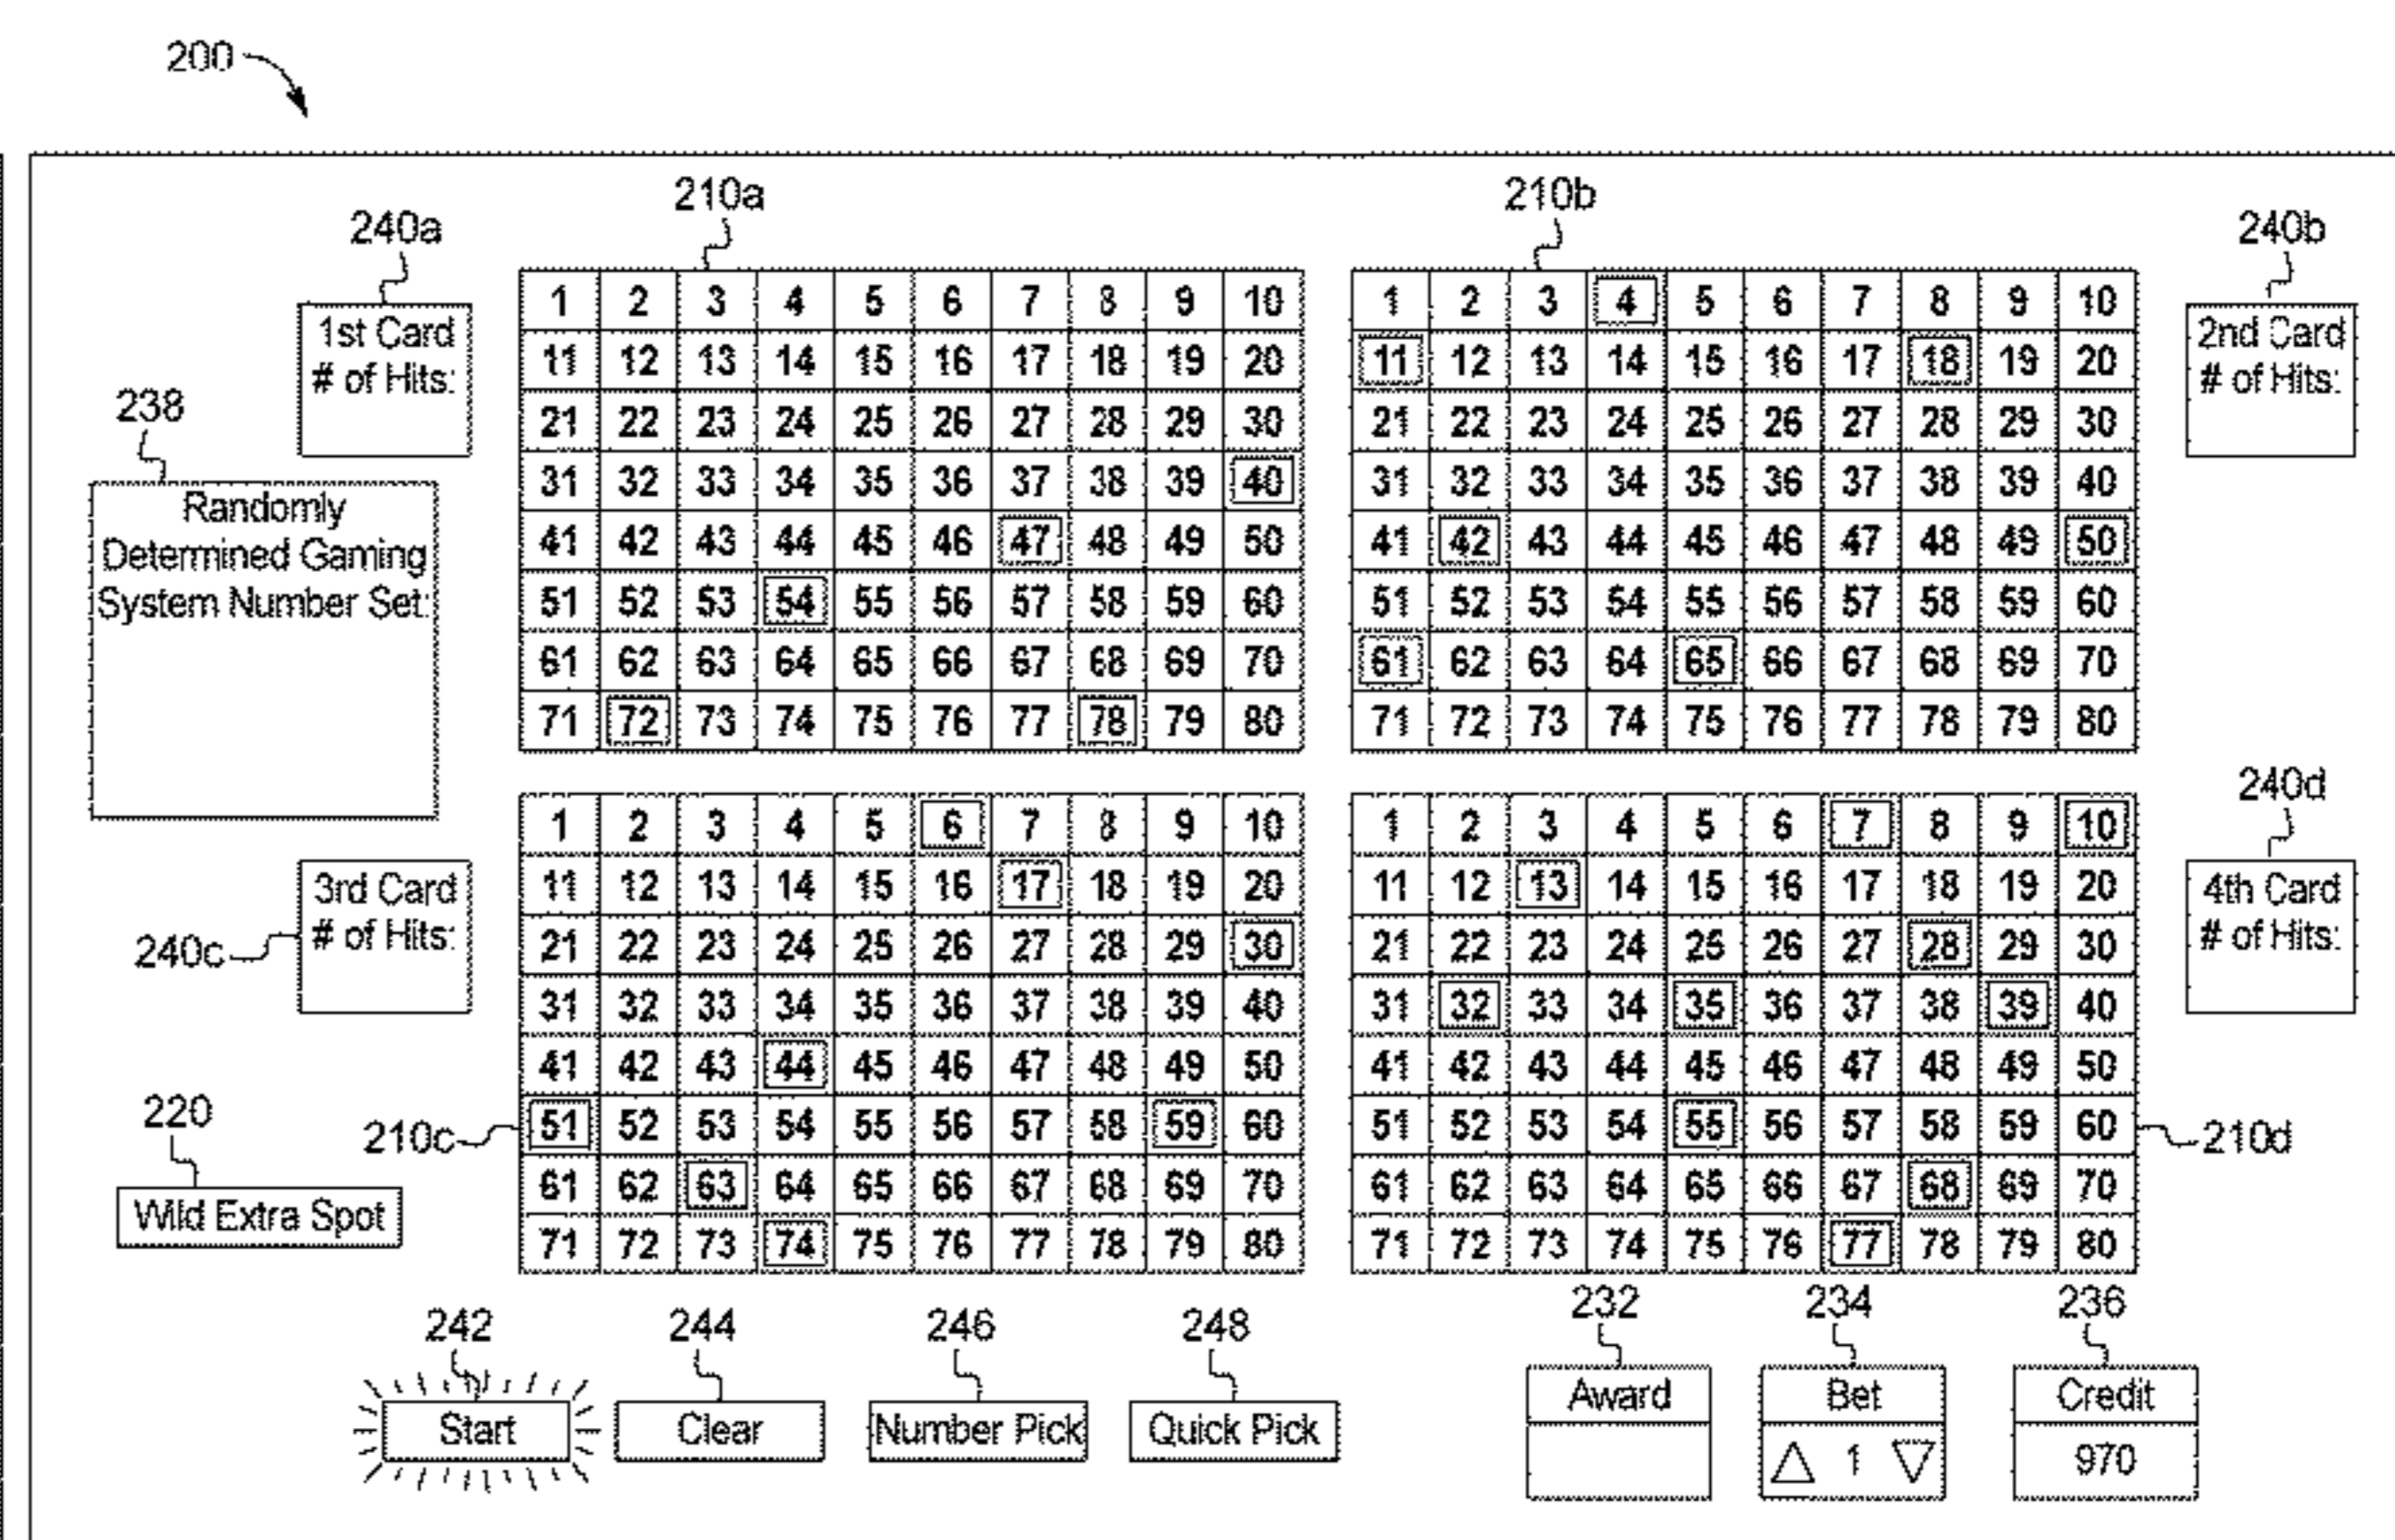 200
210a
210b
240a
240b
1st Card
# of Hits:
2nd Card
# of Hits:
238
Randomly
Determined Gaming
System Number Set:
1 2 3 4 5 6 7 8 9 10
11 12 13 14 15 16 17 18 19 20
21 22 23 24 25 26 27 28 29 30
31 32 33 34 35 36 37 38 39 40
41 42 43 44 45 46 47 48 49 50
51 52 53 54 55 56 57 58 59 60
61 62 63 64 65 66 67 68 69 70
71 72 73 74 75 76 77 78 79 80
1 2 3 4 5 6 7 8 9 10
11 12 13 14 15 16 17 18 19 20
21 22 23 24 25 26 27 28 29 30
31 32 33 34 35 36 37 38 39 40
41 42 43 44 45 46 47 48 49 50
51 52 53 54 55 56 57 58 59 60
61 62 63 64 65 66 67 68 69 70
71 72 73 74 75 76 77 78 79 80
240d
3rd Card
# of Hits:
240c
4th Card
# of Hits:
1 2 3 4 5 6 7 8 9 10
11 12 13 14 15 16 17 18 19 20
21 22 23 24 25 26 27 28 29 30
31 32 33 34 35 36 37 38 39 40
41 42 43 44 45 46 47 48 49 50
51 52 53 54 55 56 57 58 59 60
61 62 63 64 65 66 67 68 69 70
71 72 73 74 75 76 77 78 79 80
1 2 3 4 5 6 7 8 9 10
11 12 13 14 15 16 17 18 19 20
21 22 23 24 25 26 27 28 29 30
31 32 33 34 35 36 37 38 39 40
41 42 43 44 45 46 47 48 49 50
51 52 53 54 55 56 57 58 59 60
61 62 63 64 65 66 67 68 69 70
71 72 73 74 75 76 77 78 79 80
220
210c
210d
Wild Extra Spot
242
244
246
248
232
234
236
Start
Clear
Number Pick
Quick Pick
Award
Bet
1
Credit
970